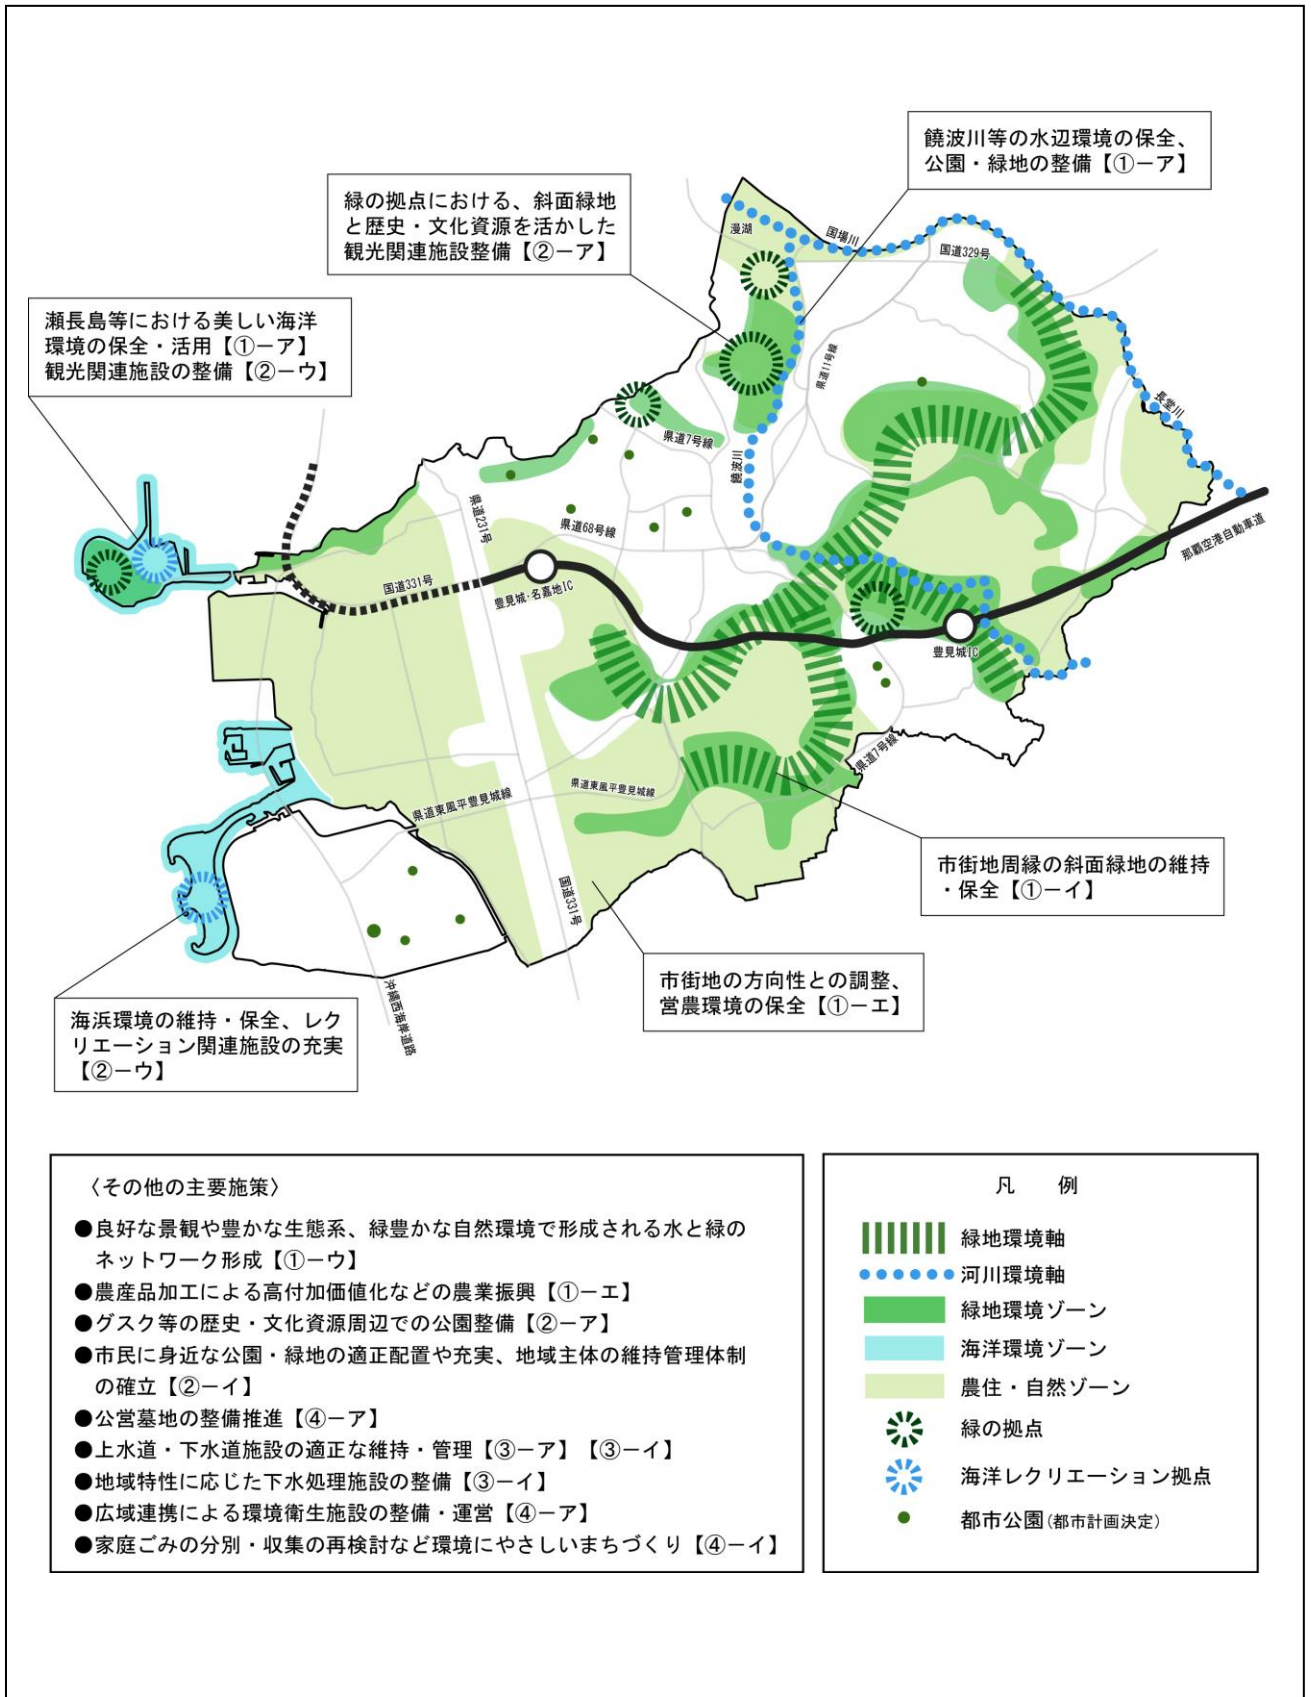 饒波川等の水辺環境の保全、
公園・緑地の整備【①ーア】
緑の拠点における、斜面緑地
と歴史・文化資源を活かした
観光関連施設整備【②ーア】
瀬長島等における美しい海洋
環境の保全・活用【①ーア】
観光関連施設の整備【②ーウ】
漫湖
国場川
国道329号
県道11号線
長堂川
県道7号線
饒波川
県道231号
県道68号線
那覇空港自動車道
国道331号
豊見城・名嘉地IC
豊見城IC
県道7号線
県道東風平豊見城線
県道東風平豊見城線
国道331号
沖縄西海岸道路
市街地周縁の斜面緑地の維持
・保全【①ーイ】
市街地の方向性との調整、
営農環境の保全【①ーエ】
海浜環境の維持・保全、レク
リエーション関連施設の充実
【②ーウ】
〈その他の主要施策〉
●良好な景観や豊かな生態系、緑豊かな自然環境で形成される水と緑の
ネットワーク形成【①ーウ】
●農産品加工による高付加価値化などの農業振興【①ーエ】
●グスク等の歴史・文化資源周辺での公園整備【②ーア】
●市民に身近な公園・緑地の適正配置や充実、地域主体の維持管理体制
の確立【②ーイ】
●公営墓地の整備推進【④ーア】
●上水道・下水道施設の適正な維持・管理【③ーア】【③ーイ】
●地域特性に応じた下水処理施設の整備【③ーイ】
●広域連携による環境衛生施設の整備・運営【④ーア】
●家庭ごみの分別・収集の再検討など環境にやさしいまちづくり【④ーイ】
凡　例
緑地環境軸
河川環境軸
緑地環境ゾーン
海洋環境ゾーン
農住・自然ゾーン
緑の拠点
海洋レクリエーション拠点
都市公園(都市計画決定)